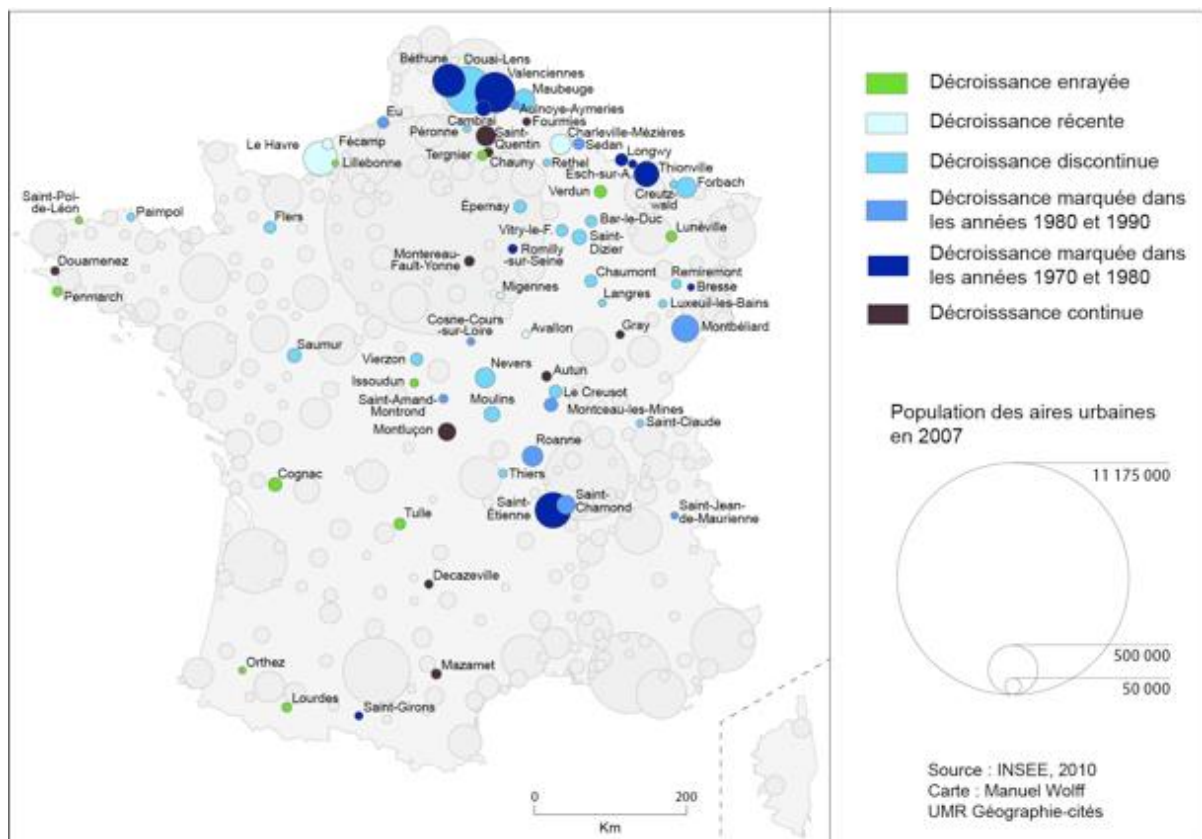 Béthune
Douai-Lens
Valenciennes
Maubeuge
Aulnoye-Aymeries
Fourmies
Eu
Cambrai
Péronne
Saint-
Quentin
Charleville-Mézières
Sedan
Le Havre
Fécamp
Lillebonne
Tergnier
Chauny
Rethel
Longwy
Esch-sur-A.
Thionville
Forbach
Creutz-
wald
Verdun
Saint-Pol-
de-Léon
Paimpol
Flers
Épernay
Bar-le-Duc
Lunéville
Vitry-le-F.
Saint-
Dizier
Douarnenez
Montereau-
Fault-Yonne
Romilly
-sur-Seine
Penmarch
Chaumont
Remiremont
Bresse
Migennes
Langres
Luxeuil-les-Bains
Cosne-Cours
-sur-Loire
Avallon
Gray
Montbéliard
Saumur
Vierzon
Nevers
Autun
Issoudun
Le Creusot
Saint-Amand-
Montrond
Moulins
Montceau-les-Mines
Saint-Claude
Montluçon
Roanne
Cognac
Thiers
Saint-
Étienne
Saint-
Chamond
Saint-Jean-
de-Maurienne
Tulle
Decazeville
Orthez
Mazamet
Lourdes
Saint-Girons
0 200
Km
Décroissance enrayée
Décroissance récente
Décroissance discontinue
Décroissance marquée dans
les années 1980 et 1990
Décroissance marquée dans
les années 1970 et 1980
Décroisssance continue
Population des aires urbaines
en 2007
11 175 000
500 000
50 000
Source : INSEE, 2010
Carte : Manuel Wolff
UMR Géographie-cités